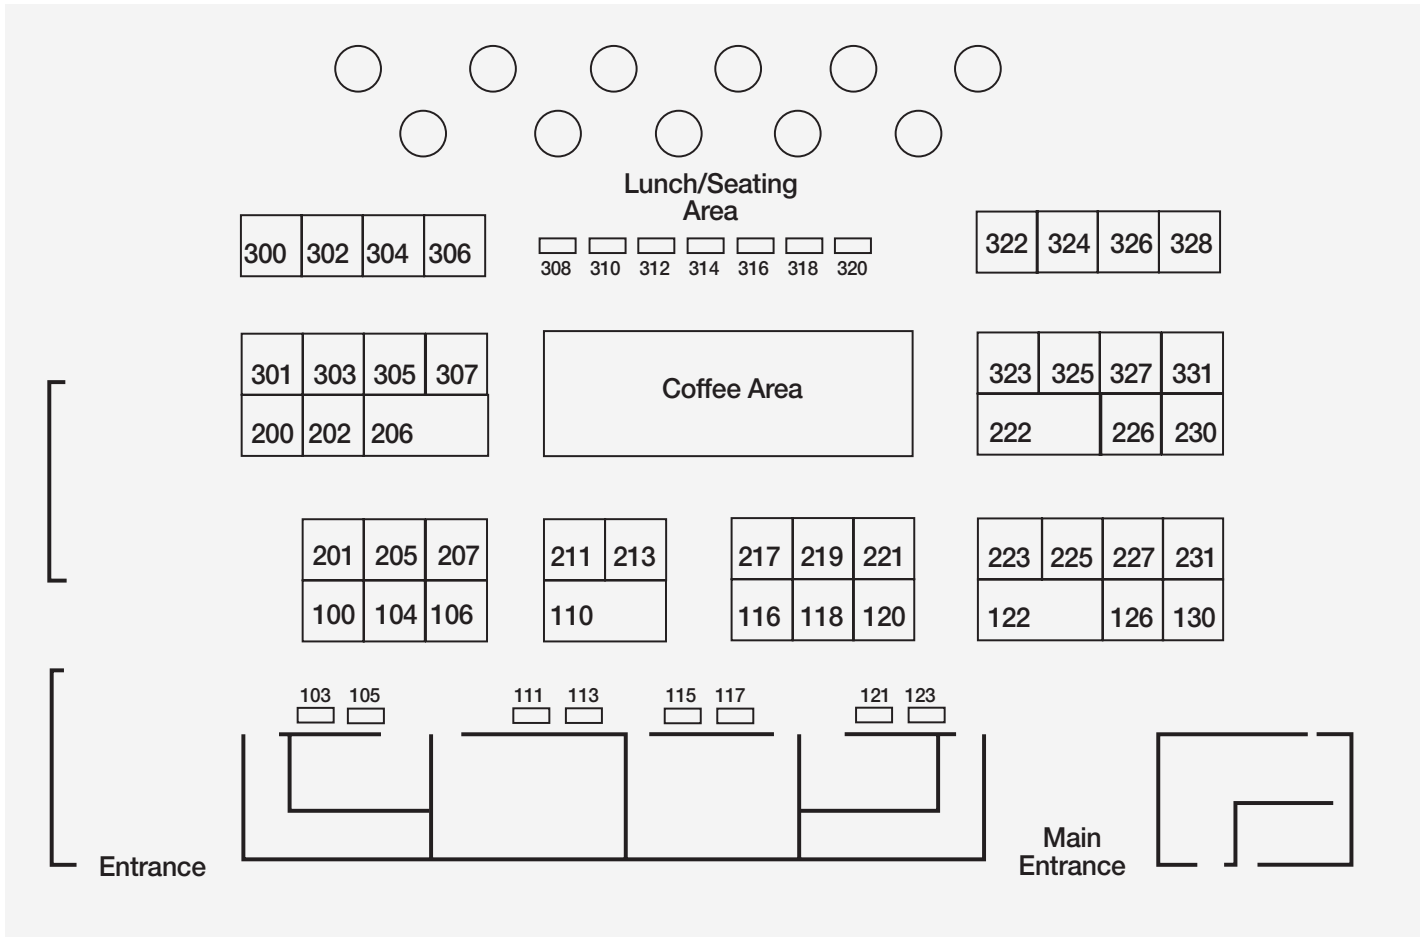 Lunch/Seating
Area
300 302 304 306
308 310 312 314 316 318 320
322 324 326 328
301 303 305 307
200 202 206
Coffee Area
323 325 327 331
222 226 230
201 205 207
100 104 106
211 213
110
217 219 221
116 118 120
223 225 227 231
122 126 130
103 105
111 113
115 117
121 123
Entrance
Main
Entrance